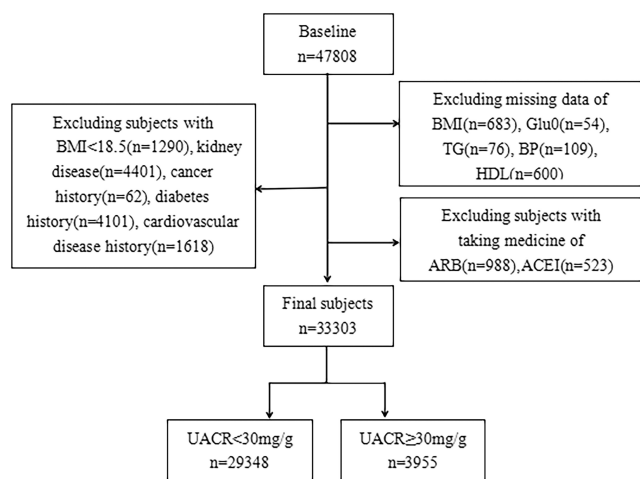 Baseline
n=47808
Excluding missing data of
BMI(n=683), Glu0(n=54),
TG(n=76), BP(n=109),
HDL(n=600)
Excluding subjects with
BMI<18.5(n=1290), kidney
disease(n=4401), cancer
history(n=62), diabetes
history(n=4101), cardiovascular
disease history(n=1618)
Excluding subjects with
taking medicine of
ARB(n=988),ACEI(n=523)
Final subjects
n=33303
UACR<30mg/g
n=29348
UACR≥30mg/g
n=3955